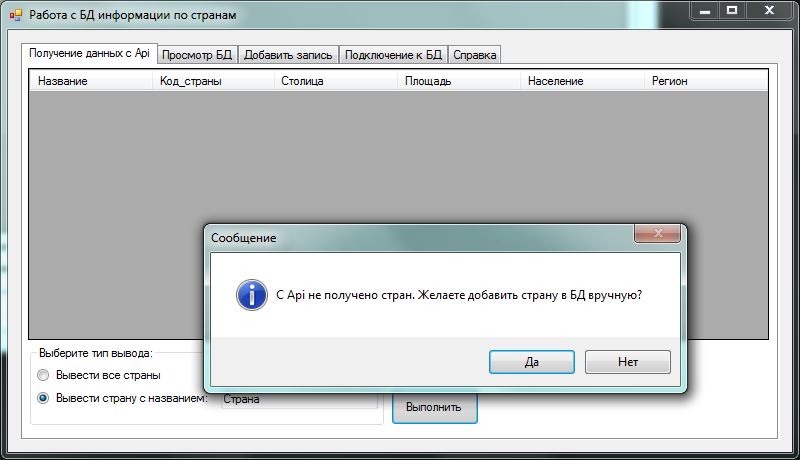 Работа с БД информации по странам
Получение данных с Api Просмотр БД Добавить запись Подключение к БД Справка
Название Код_страны Столица Площадь Население Регион
Сообщение
С Api не получено стран. Желаете добавить страну в БД вручную?
Да Нет
Выберите тип вывода:
Вывести все страны
Вывести страну с названием: Страна
Выполнить